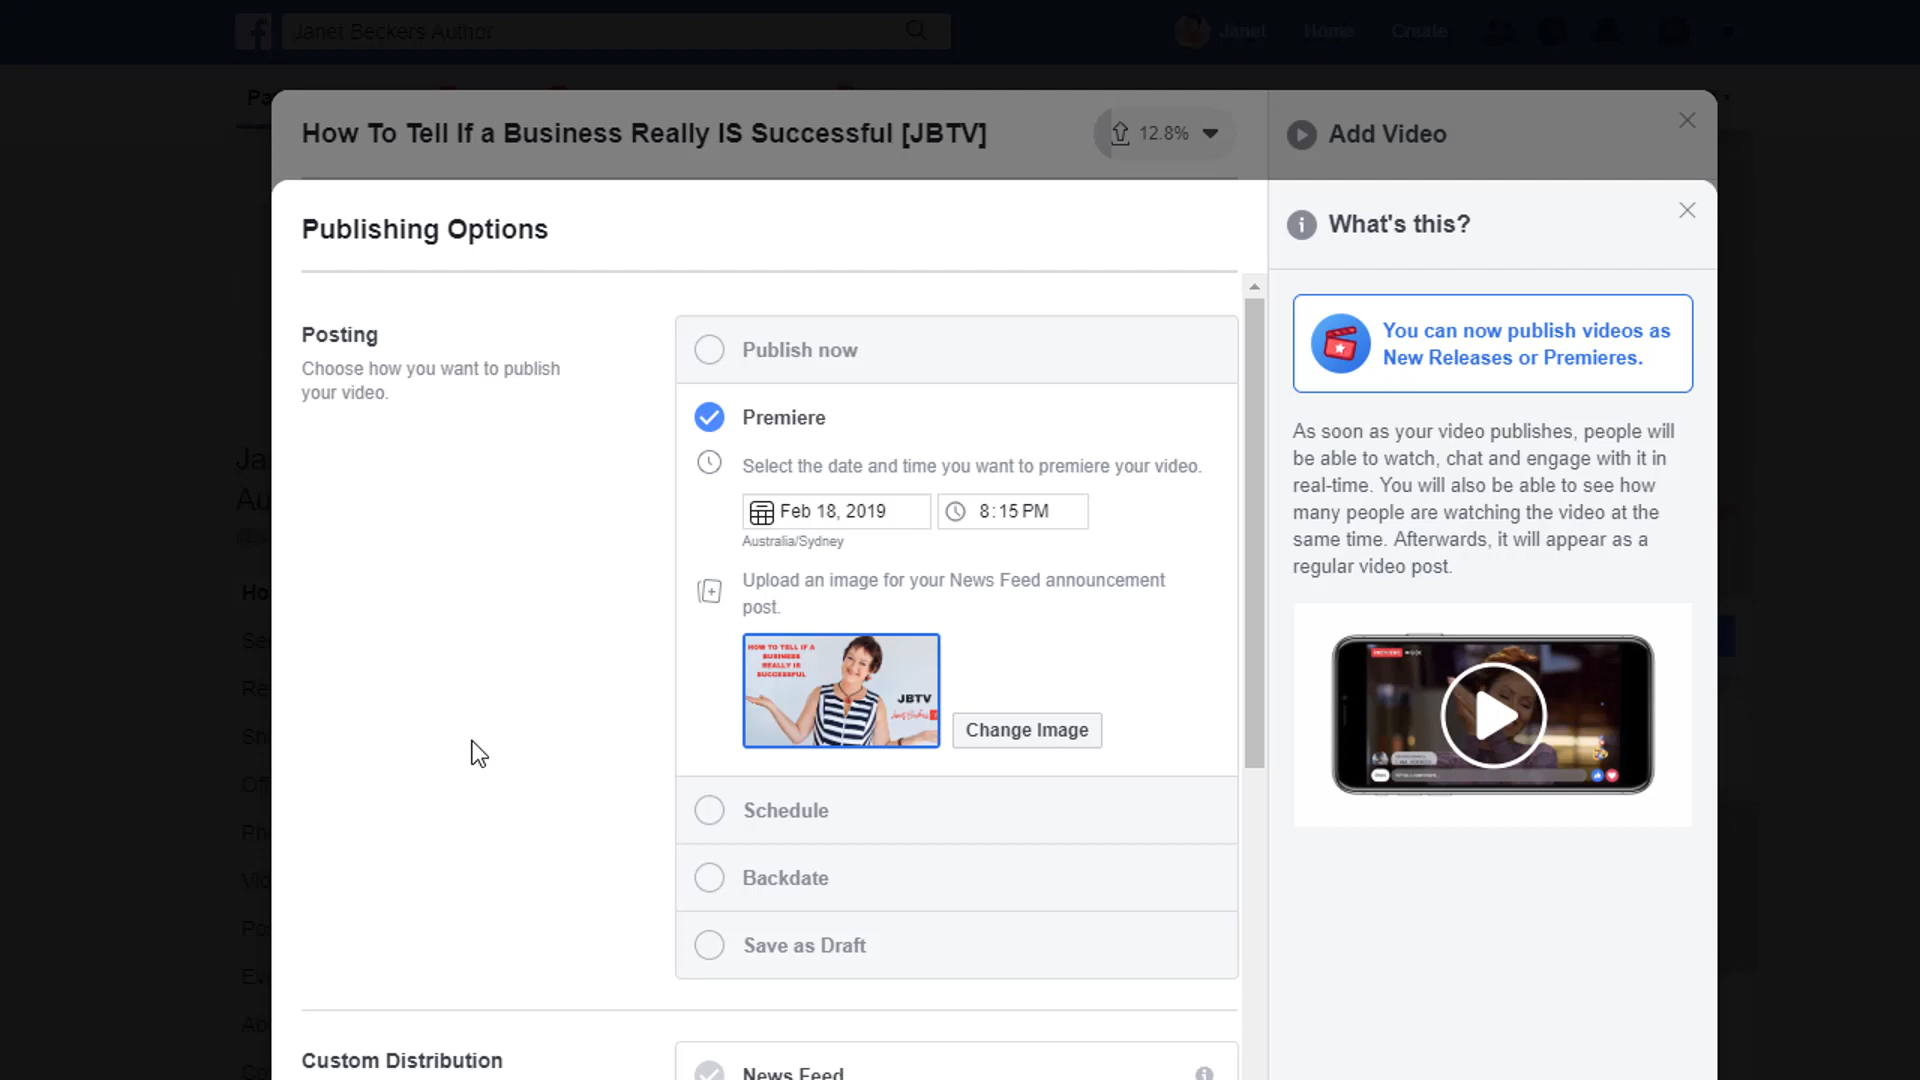 Janet Beckers Author
Janet Home Create
How To Tell If a Business Really IS Successful [JBTV]
12.8%
Add Video
Publishing Options
What's this?
You can now publish videos as
New Releases or Premieres.
Posting
Choose how you want to publish
your video.
Publish now
Premiere
Select the date and time you want to premiere your video.
Feb 18, 2019
8:15 PM
Australia/Sydney
Upload an image for your News Feed announcement
post.
HOW TO TELL IF A
BUSINESS
REALLY IS
SUCCESSFUL
JBTV
Janet Beckers
Change Image
As soon as your video publishes, people will
be able to watch, chat and engage with it in
real-time. You will also be able to see how
many people are watching the video at the
same time. Afterwards, it will appear as a
regular video post.
Schedule
Backdate
Save as Draft
Custom Distribution
News Feed